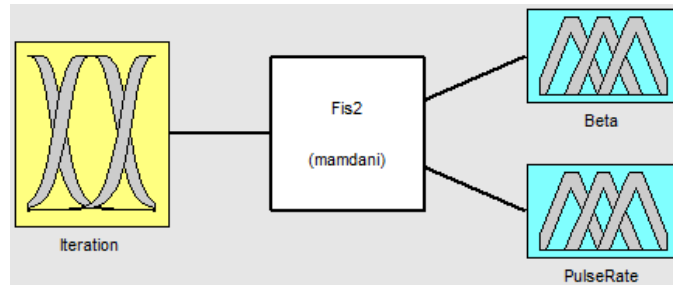 Iteration
Fis2
(mamdani)
Beta
PulseRate